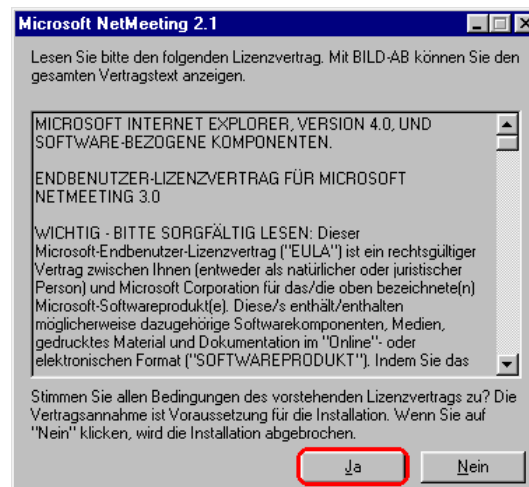 Microsoft NetMeeting 2.1
Lesen Sie bitte den folgenden Lizenzvertrag. Mit BILD-AB können Sie den
gesamten Vertragstext anzeigen.
MICROSOFT INTERNET EXPLORER, VERSION 4.0, UND
SOFTWARE-BEZOGENE KOMPONENTEN.
ENDBENUTZER-LIZENZVERTRAG FÜR MICROSOFT
NETMEETING 3.0
WICHTIG - BITTE SORGFÄLTIG LESEN: Dieser
Microsoft-Endbenutzer-Lizenzvertrag ("EULA") ist ein rechtsgültiger
Vertrag zwischen Ihnen (entweder als natürlicher oder juristischer
Person) und Microsoft Corporation für das/die oben bezeichnete(n)
Microsoft-Softwareprodukt(e). Diese/s enthält/enthalten
möglicherweise dazugehörige Softwarekomponenten, Medien,
gedrucktes Material und Dokumentation im "Online"- oder
elektronischen Format ("SOFTWAREPRODUKT"). Indem Sie das
Stimmen Sie allen Bedingungen des vorstehenden Lizenzvertrags zu? Die
Vertragsannahme ist Voraussetzung für die Installation. Wenn Sie auf
"Nein" klicken, wird die Installation abgebrochen.
Ja Nein